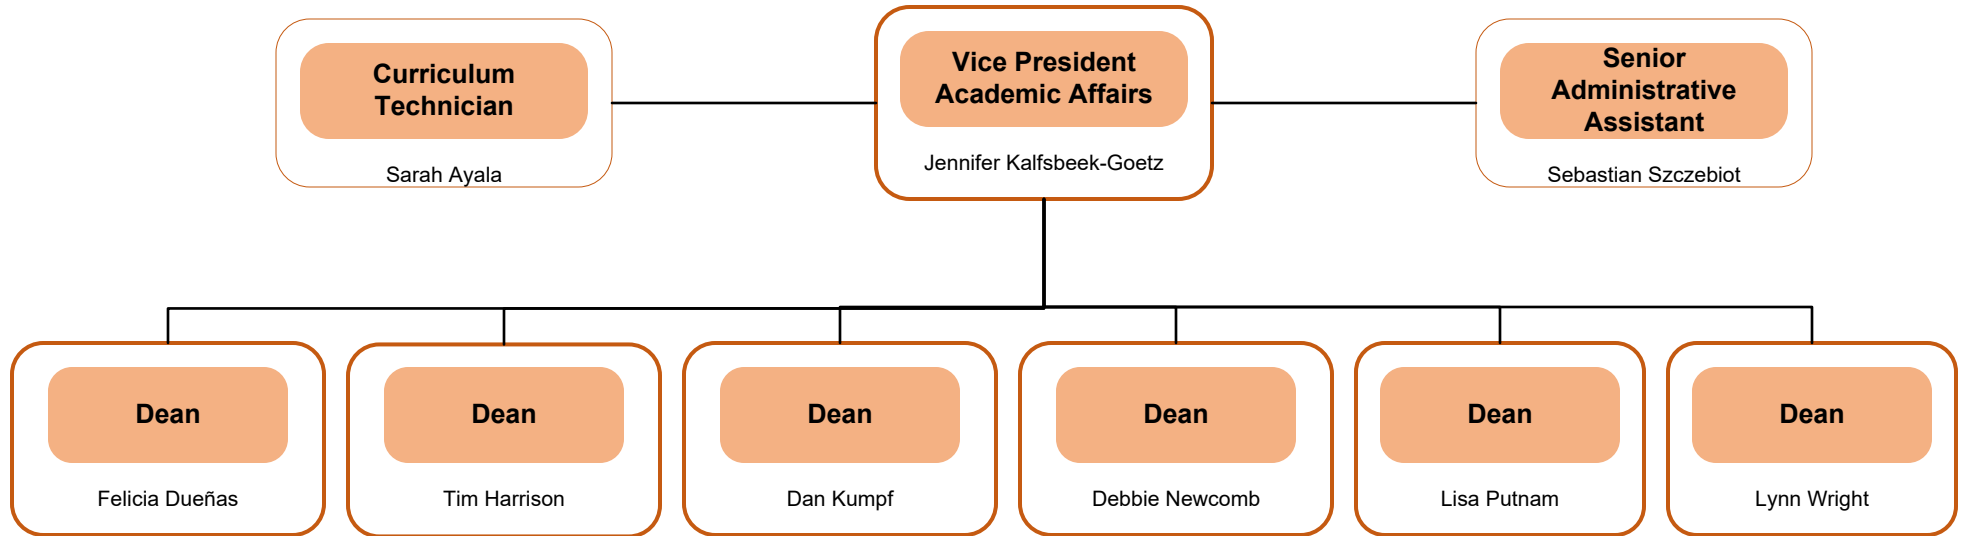 Curriculum
Technician
Sarah Ayala
Vice President
Academic Affairs
Jennifer Kalfsbeek-Goetz
Senior
Administrative
Assistant
Sebastian Szczebiot
Dean
Felicia Dueñas
Dean
Tim Harrison
Dean
Dan Kumpf
Dean
Debbie Newcomb
Dean
Lisa Putnam
Dean
Lynn Wright